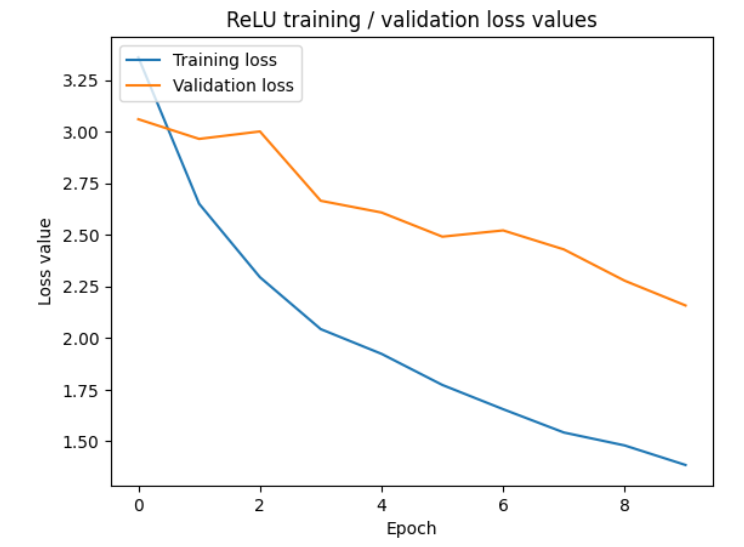 ReLU training / validation loss values
Training loss
Validation loss
3.25
3.00
2.75
2.50
2.25
2.00
1.75
1.50
Loss value
0 2 4 6 8
Epoch